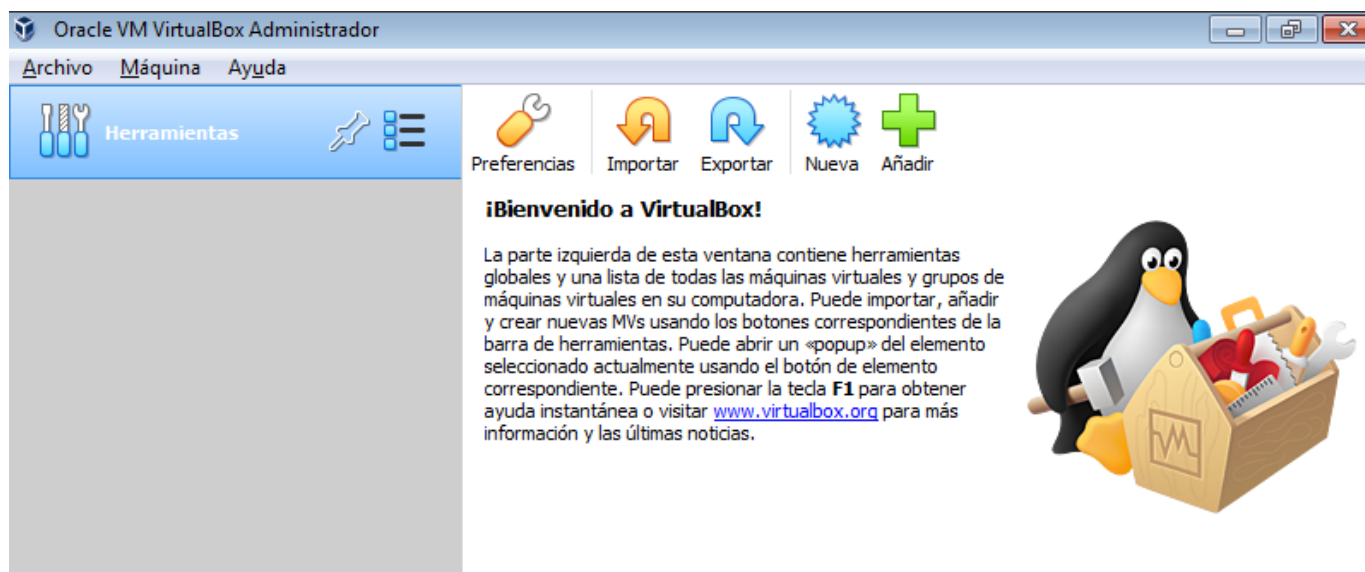 Oracle VM VirtualBox Administrador
Archivo Máquina Ayuda
Herramientas
Preferencias Importar Exportar Nueva Añadir
¡Bienvenido a VirtualBox!
La parte izquierda de esta ventana contiene herramientas
globales y una lista de todas las máquinas virtuales y grupos de
máquinas virtuales en su computadora. Puede importar, añadir
y crear nuevas MVs usando los botones correspondientes de la
barra de herramientas. Puede abrir un «popup» del elemento
seleccionado actualmente usando el botón de elemento
correspondiente. Puede presionar la tecla F1 para obtener
ayuda instantánea o visitar www.virtualbox.org para más
información y las últimas noticias.